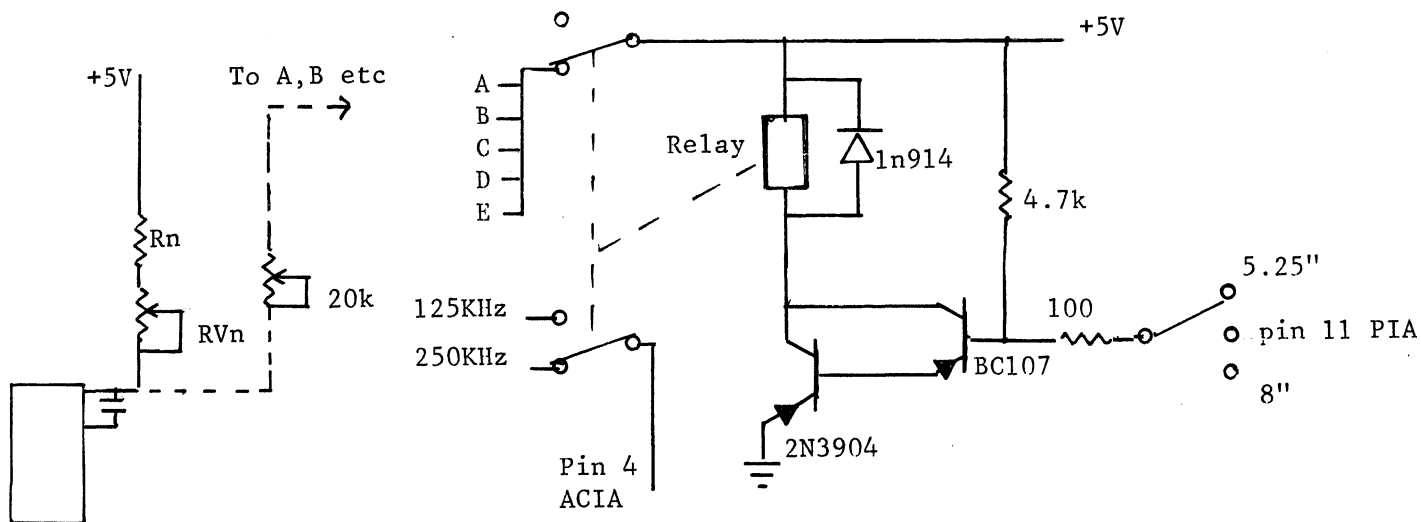 +5V
To A,B etc
Rn
RVn
20k
A
B
C
D
E
125KHz
250KHz
Pin 4
ACIA
+5V
Relay
1n914
4.7k
BC107
2N3904
100
5.25"
pin 11 PIA
8"